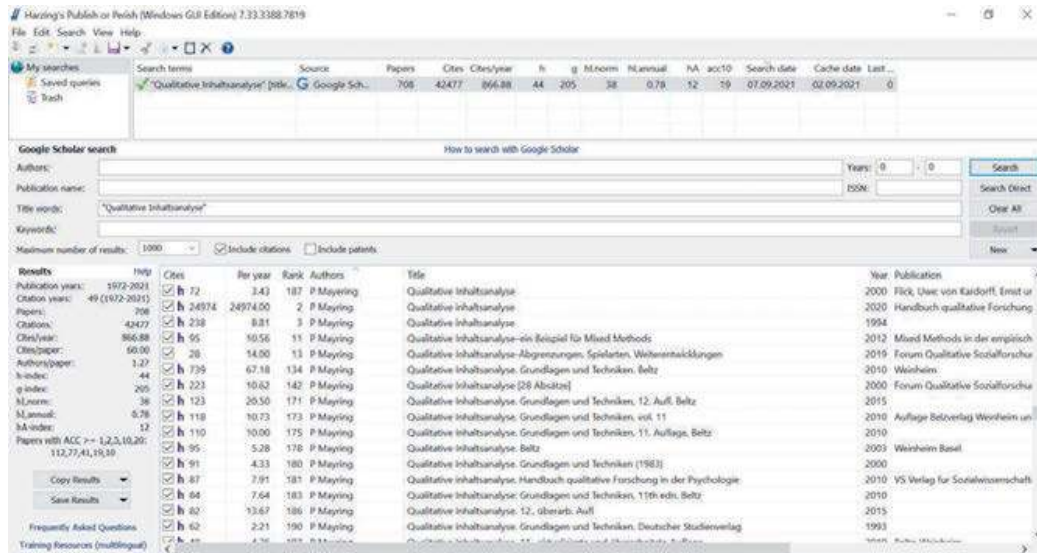 Harzing's Publish or Perish (Windows GUI Edition) 7.33.3388.7819
File Edit Search View Help
My searches
Saved queries
Trash
Search terms Source Papers Cites Cites/year h g hI,norm hI,annual hA acc10 Search date Cache date Last ...
"Qualitative Inhaltsanalyse" [title... Google Sch... 708 42477 866.88 44 205 38 0.78 12 19 07.09.2021 02.09.2021 0
Google Scholar search How to search with Google Scholar
Authors: Years: 0 - 0 Search
Publication name: ISSN: Search Direct
Title words: "Qualitative Inhaltsanalyse" Clear All
Keywords: Revert
Maximum number of results: 1000 Include citations Include patents New
Results Help
Publication years: 1972-2021
Citation years: 49 (1972-2021)
Papers: 708
Citations: 42477
Cites/year: 866.88
Cites/paper: 60.00
Authors/paper: 1.27
h-index: 44
g-index: 205
hI,norm: 38
hI,annual: 0.78
hA-index: 12
Papers with ACC >= 1,2,5,10,20:
112,77,41,19,10
Copy Results
Save Results
Frequently Asked Questions
Training Resources (multilingual)
Cites Per year Rank Authors Title Year Publication
h 72 3.43 187 P Mayering Qualitative Inhaltsanalyse 2000 Flick, Uwe von Kardorff, Ernst ur
h 24974 24974.00 2 P Mayring Qualitative Inhaltsanalyse 2020 Handbuch qualitative Forschung
h 238 8.81 3 P Mayring Qualitative Inhaltsanalyse 1994
h 95 10.56 11 P Mayring Qualitative Inhaltsanalyse-ein Beispiel für Mixed Methods 2012 Mixed Methods in der empirisch
28 14.00 13 P Mayring Qualitative Inhaltsanalyse-Abgrenzungen, Spielarten, Weiterentwicklungen 2019 Forum Qualitative Sozialforschu
h 739 67.18 134 P Mayring Qualitative Inhaltsanalyse. Grundlagen und Techniken. Beltz 2010 Weinheim
h 223 10.62 142 P Mayring Qualitative Inhaltsanalyse [28 Absätze] 2000 Forum Qualitative Sozialforschu
h 123 20.50 171 P Mayring Qualitative Inhaltsanalyse. Grundlagen und Techniken, 12. Aufl. Beltz 2015
h 118 10.73 173 P Mayring Qualitative Inhaltsanalyse. Grundlagen und Techniken, vol. 11 2010 Auflage Belzverlag Weinheim un
h 110 10.00 175 P Mayring Qualitative Inhaltsanalyse. Grundlagen und Techniken, 11. Auflage, Beltz 2010
h 95 5.28 178 P Mayring Qualitative Inhaltsanalyse. Beltz 2003 Weinheim Basel
h 91 4.33 180 P Mayring Qualitative Inhaltsanalyse. Grundlagen und Techniken (1983) 2000
h 87 7.91 181 P Mayring Qualitative Inhaltsanalyse. Handbuch qualitative Forschung in der Psychologie 2010 VS Verlag für Sozialwissenschaft
h 84 7.64 183 P Mayring Qualitative Inhaltsanalyse. Grundlagen und Techniken, 11th edn. Beltz 2010
h 82 13.67 186 P Mayring Qualitative Inhaltsanalyse. 12., überarb. Aufl 2015
h 62 2.21 190 P Mayring Qualitative Inhaltsanalyse. Grundlagen und Techniken. Deutscher Studienverlag 1993